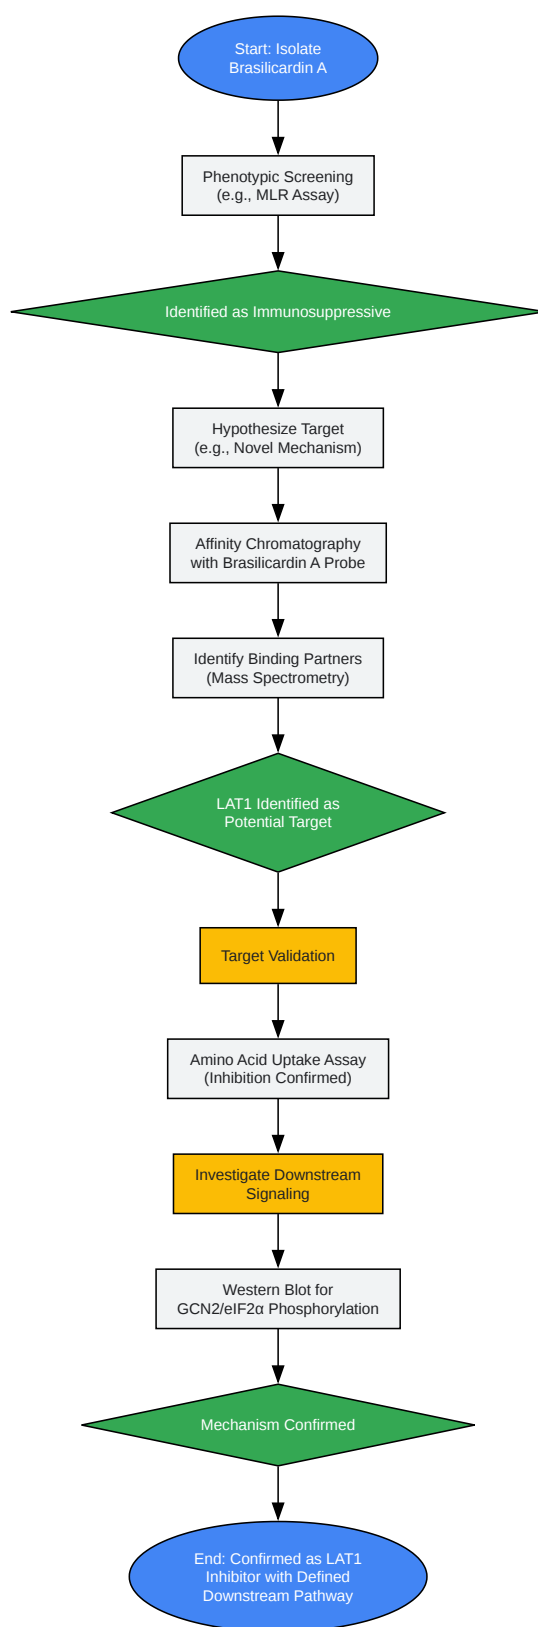 Start: Isolate
Brasilicardin A
Phenotypic Screening
(e.g., MLR Assay)
Identified as Immunosuppressive
Hypothesize Target
(e.g., Novel Mechanism)
Affinity Chromatography
with Brasilicardin A Probe
Identify Binding Partners
(Mass Spectrometry)
LAT1 Identified as
Potential Target
Target Validation
Amino Acid Uptake Assay
(Inhibition Confirmed)
Investigate Downstream
Signaling
Western Blot for
GCN2/eIF2α Phosphorylation
Mechanism Confirmed
End: Confirmed as LAT1
Inhibitor with Defined
Downstream Pathway